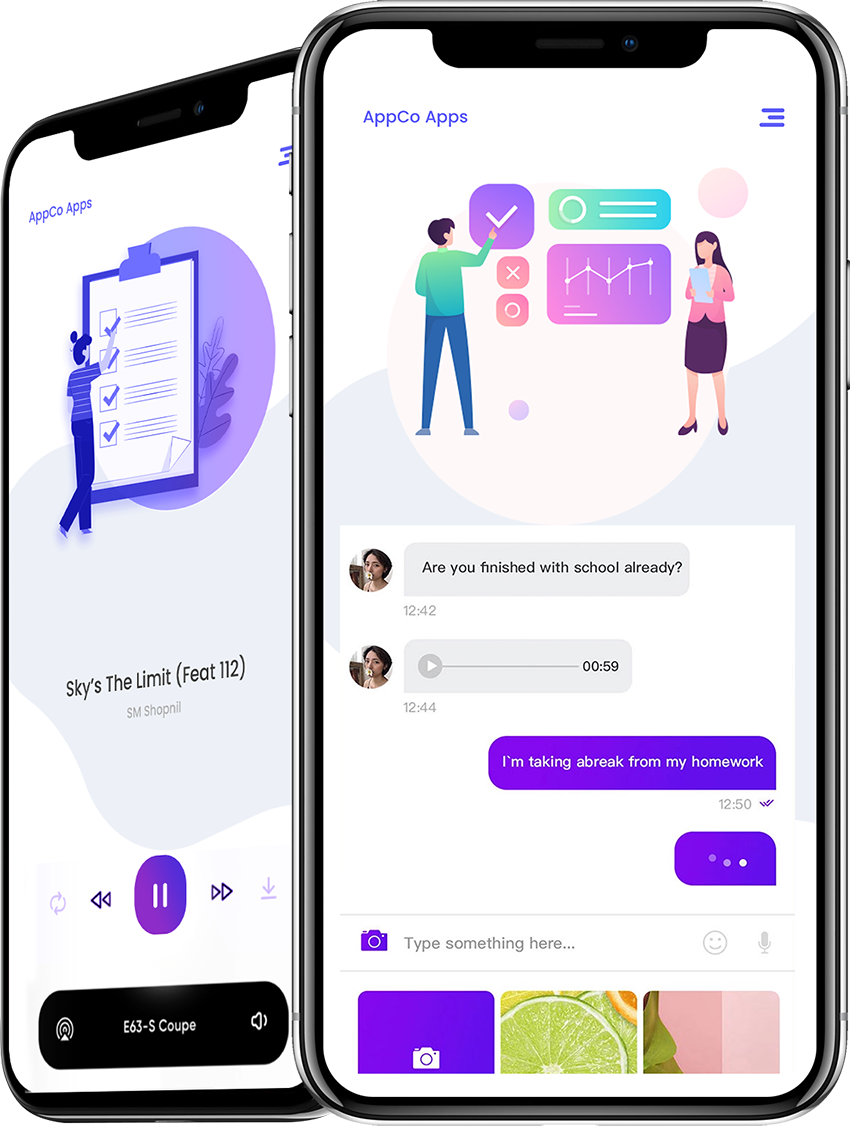 AppCo Apps
Sky's The Limit (Feat 112)
SM Shopnil
E63-S Coupe
AppCo Apps
Are you finished with school already?
12:42
00:59
12:44
I`m taking abreak from my homework
12:50
Type something here...